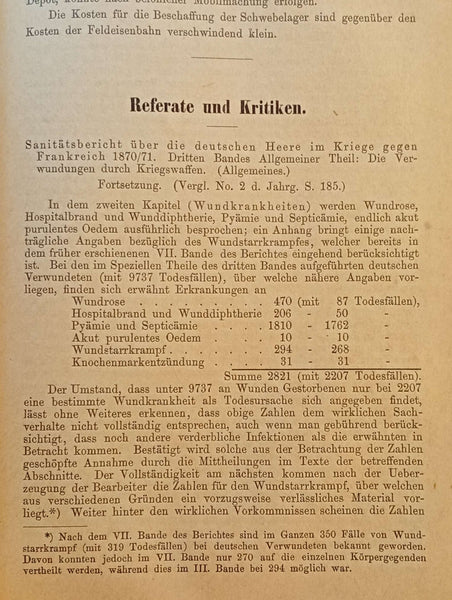 Depot, konnte nach
Mobilmachung erfolgen.
Die Kosten für die Beschaffung der Schwebelager sind gegenüber den
Kosten der Feldeisenbahn verschwindend klein.
Referate und Kritiken.
Sanitätsbericht über die deutschen Heere im Kriege gegen
Frankreich 1870/71. Dritten Bandes Allgemeiner Theil: Die Ver-
wundungen durch Kriegswaffen. (Allgemeines.)
Fortsetzung. (Vergl. No. 2 d. Jahrg. S. 185.)
In dem zweiten Kapitel (Wundkrankheiten) werden Wundrose,
Hospitalbrand und Wunddiphtherie, Pyämie und Septicämie, endlich akut
purulentes Oedem ausführlich besprochen; ein Anhang bringt einige nach-
trägliche Angaben bezüglich des Wundstarrkrampfes, welcher bereits in
dem früher erschienenen VII. Bande des Berichtes eingehend berücksichtigt
ist. Bei den im Speziellen Theile des dritten Bandes aufgeführten deutschen
Verwundeten (mit 9737 Todesfällen), über welche nähere Angaben vor-
liegen, finden sich erwähnt Erkrankungen an
Wundrose . . . . . . . . 470 (mit 87 Todesfällen),
Hospitalbrand und Wunddiphtherie 206 - 50 -
Pyämie und Septicämie . . . . 1810 - 1762 -
Akut purulentes Oedem . . . . 10 - 10 -
Wundstarrkrampf . . . . . . 294 - 268 -
Knochenmarkentzündung . . . . 31 - 31 -
Summe 2821 (mit 2207 Todesfällen).
Der Umstand, dass unter 9737 an Wunden Gestorbenen nur bei 2207
eine bestimmte Wundkrankheit als Todesursache sich angegeben findet,
lässt ohne Weiteres erkennen, dass obige Zahlen dem wirklichen Sach-
verhalte nicht vollständig entsprechen, auch wenn man gebührend berück-
sichtigt, dass noch andere verderbliche Infektionen als die erwähnten in
Betracht kommen. Bestätigt wird solche aus der Betrachtung der Zahlen
geschöpfte Annahme durch die Mittheilungen im Texte der betreffenden
Abschnitte. Der Vollständigkeit am nächsten kommen nach der Ueber-
zeugung der Bearbeiter die Zahlen für den Wundstarrkrampf, über welchen
aus verschiedenen Gründen ein vorzugsweise verlässliches Material vor-
liegt.*) Weiter hinter den wirklichen Vorkommnissen scheinen die Zahlen
*) Nach dem VII. Bande des Berichtes sind im Ganzen 350 Fälle von Wund-
starrkrampf (mit 319 Todesfällen) bei deutschen Verwundeten bekannt geworden.
Davon konnten jedoch im VII. Bande nur 270 auf die einzelnen Körpergegenden
vertheilt werden, während dies im III. Bande bei 294 möglich war.